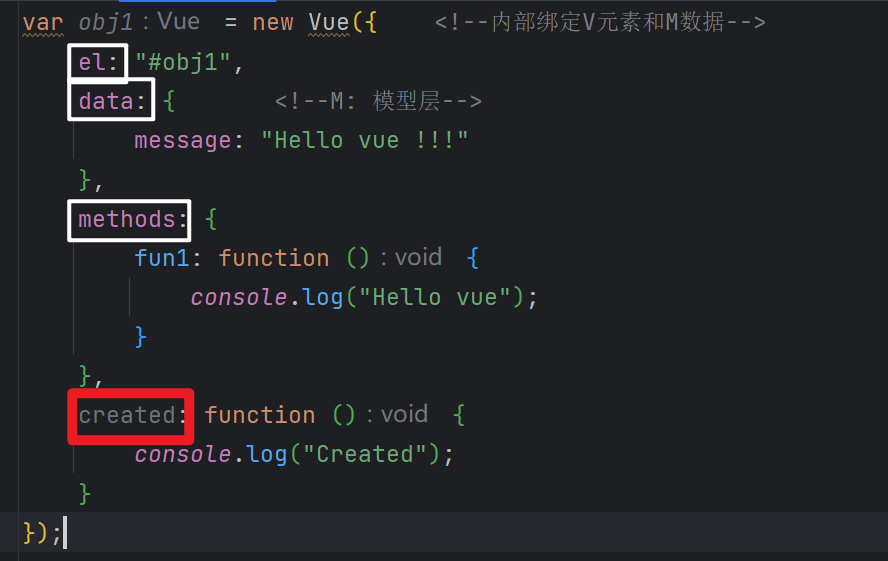 var obj1 : Vue = new Vue({ <!--内部绑定V元素和M数据-->
el: "#obj1",
data: { <!--M: 模型层-->
message: "Hello vue !!!"
},
methods: {
fun1: function () : void {
console.log("Hello vue");
}
},
created: function () : void {
console.log("Created");
}
});